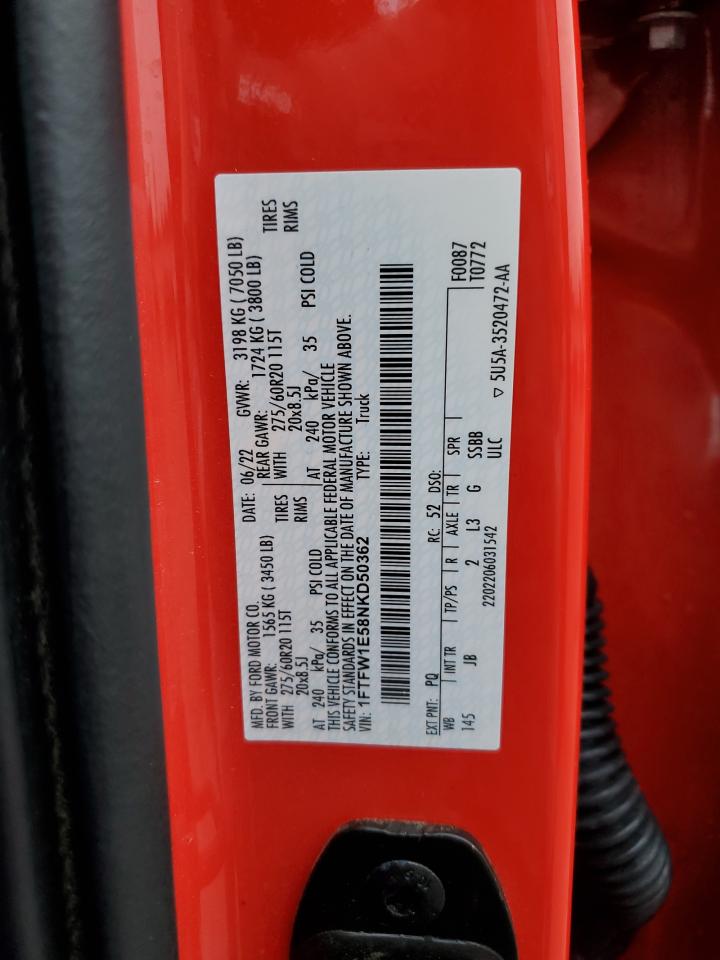 MFD. BY FORD MOTOR CO. DATE: 06/22 GVWR: 3198 KG ( 7050 LB)
FRONT GAWR: 1565 KG ( 3450 LB) REAR GAWR: 1724 KG ( 3800 LB)
WITH 275/60R20 115T TIRES WITH 275/60R20 115T TIRES
20x8.5J RIMS 20x8.5J RIMS
AT 240 kPa/ 35 PSI COLD AT 240 kPa/ 35 PSI COLD
THIS VEHICLE CONFORMS TO ALL APPLICABLE FEDERAL MOTOR VEHICLE
SAFETY STANDARDS IN EFFECT ON THE DATE OF MANUFACTURE SHOWN ABOVE.
VIN: 1FTFW1E58NKD50362 TYPE: Truck
EXT PNT: PQ RC: 52 DSO:
WB INT TR TP/PS R AXLE TR SPR F0087
145 JB 2 L3 G SSBB T0772
2202206031542 ULC ▽ 5U5A-3520472-AA